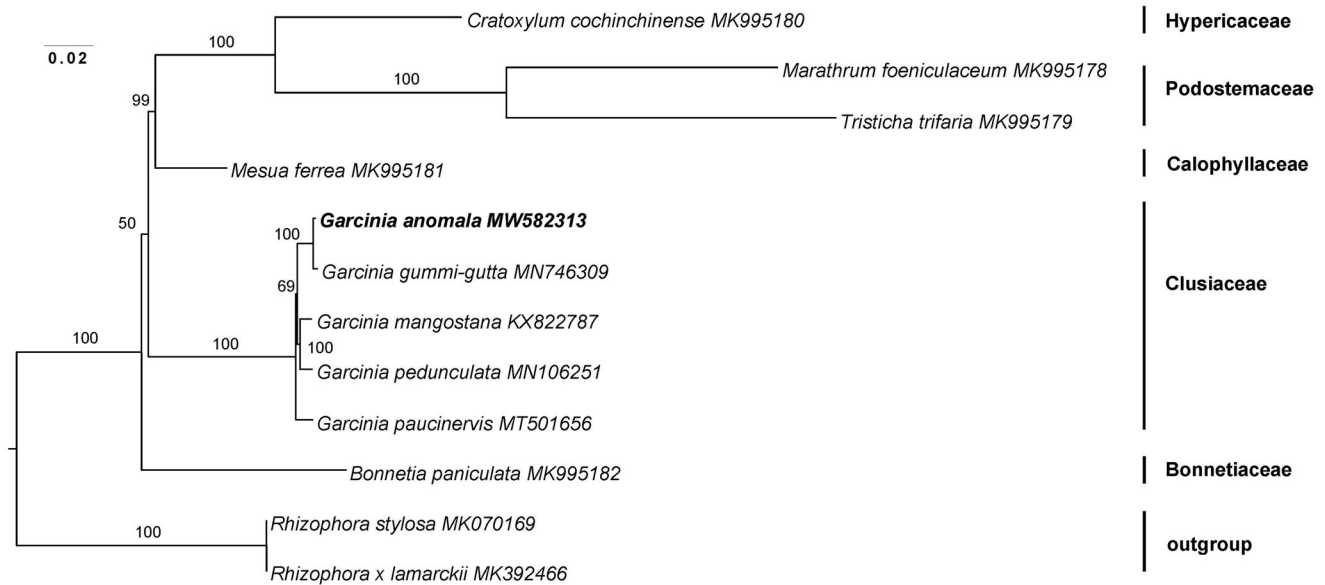 Cratoxylum cochinchinense MK995180
Hypericaceae
0.02
100
Marathrum foeniculaceum MK995178
100
Podostemaceae
99
Tristicha trifaria MK995179
Mesua ferrea MK995181
Calophyllaceae
50
Garcinia anomala MW582313
100
Garcinia gummi-gutta MN746309
69
Clusiaceae
Garcinia mangostana KX822787
100
100
100
Garcinia pedunculata MN106251
Garcinia paucinervis MT501656
Bonnetia paniculata MK995182
Bonnetiaceae
Rhizophora stylosa MK070169
100
outgroup
Rhizophora x lamarckii MK392466